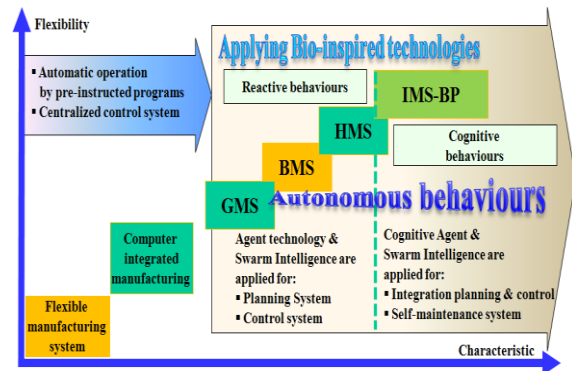 Flexibility
Applying Bio-inspired technologies
▪ Automatic operation
by pre-instructed programs
▪ Centralized control system
Reactive behaviours
IMS-BP
HMS
Cognitive
behaviours
BMS
GMS
Autonomous behaviours
Computer
integrated
manufacturing
Agent technology &
Swarm Intelligence are
applied for:
▪ Planning System
▪ Control system
Cognitive Agent &
Swarm Intelligence are
applied for:
▪ Integration planning & control
▪ Self-maintenance system
Flexible
manufacturing
system
Characteristic